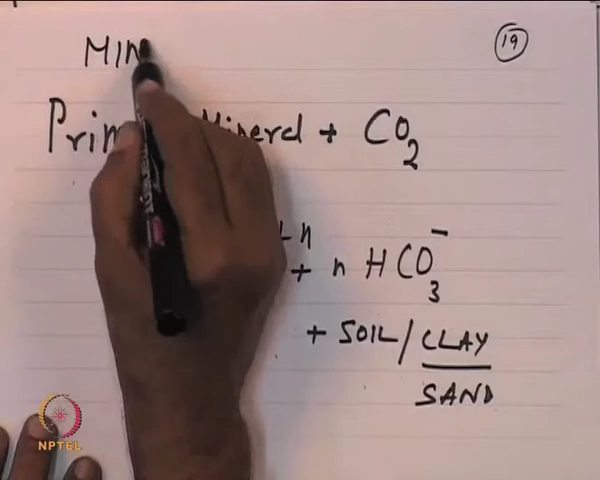 MIN
19
Prim Mineral + CO2
+n
+ n HCO3-
+ SOIL/CLAY
SAND
NPTEL